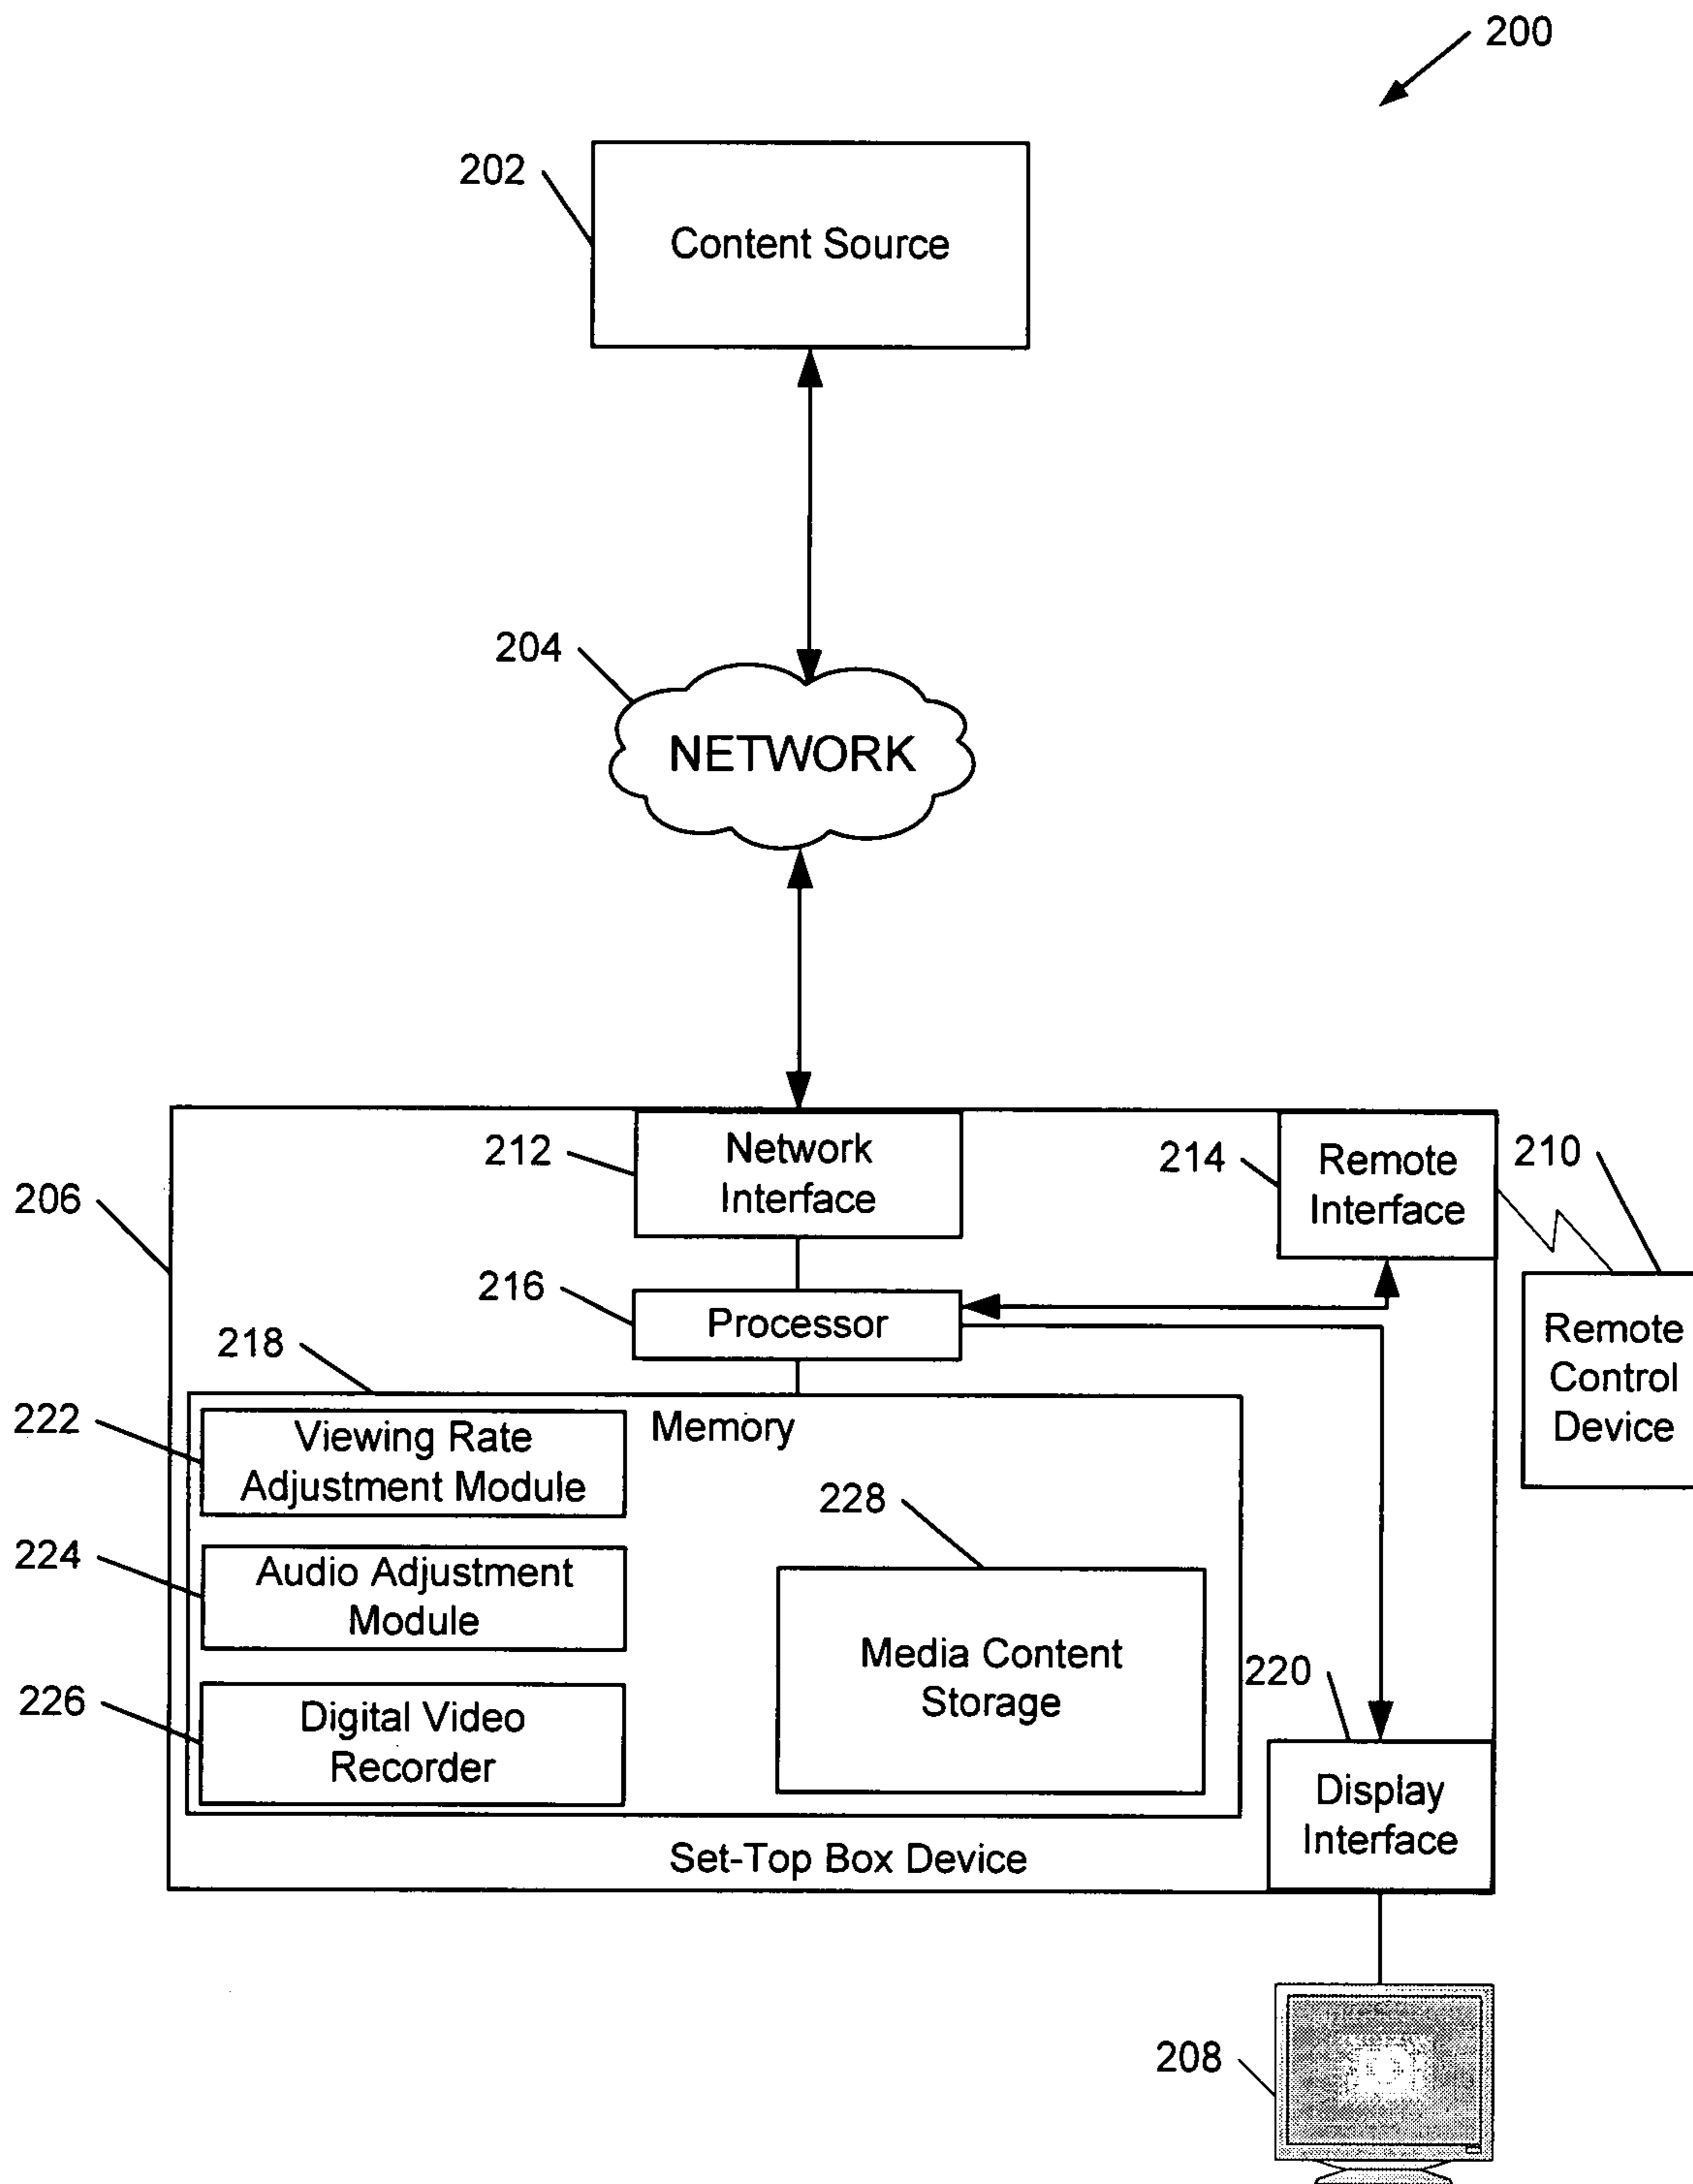 200
202
Content Source
204
NETWORK
206
212
Network
Interface
214
Remote
Interface
210
216
Processor
Remote
Control
Device
218
Memory
222
Viewing Rate
Adjustment Module
224
Audio Adjustment
Module
226
Digital Video
Recorder
228
Media Content
Storage
220
Display
Interface
Set-Top Box Device
208